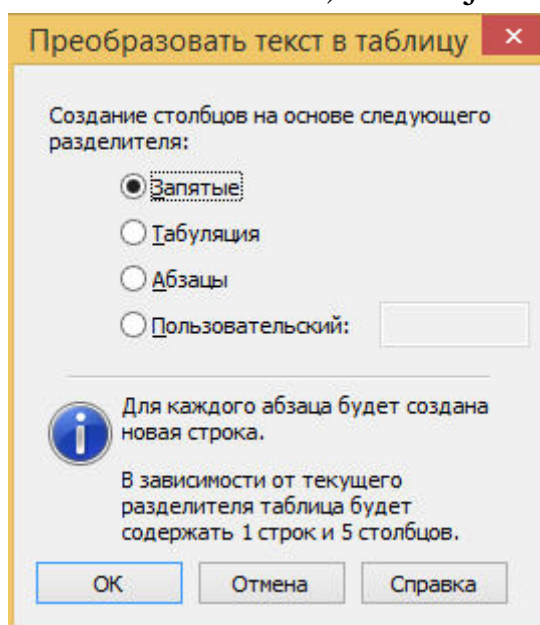 Преобразовать текст в таблицу
Создание столбцов на основе следующего
разделителя:
Запятые
Табуляция
Абзацы
Пользовательский:
Для каждого абзаца будет создана
новая строка.
В зависимости от текущего
разделителя таблица будет
содержать 1 строк и 5 столбцов.
ОК Отмена Справка